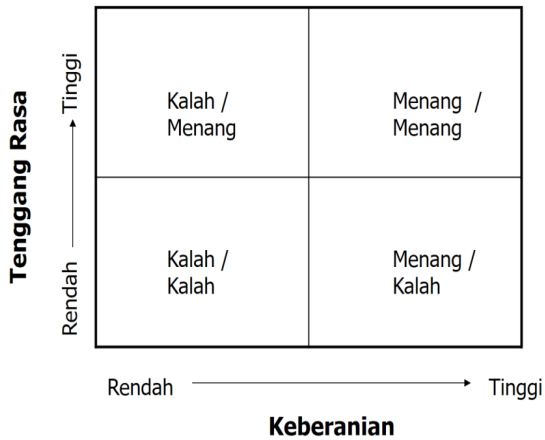 Tenggang Rasa
Tinggi
Rendah
Kalah /
Menang
Menang /
Menang
Kalah /
Kalah
Menang /
Kalah
Rendah
Tinggi
Keberanian